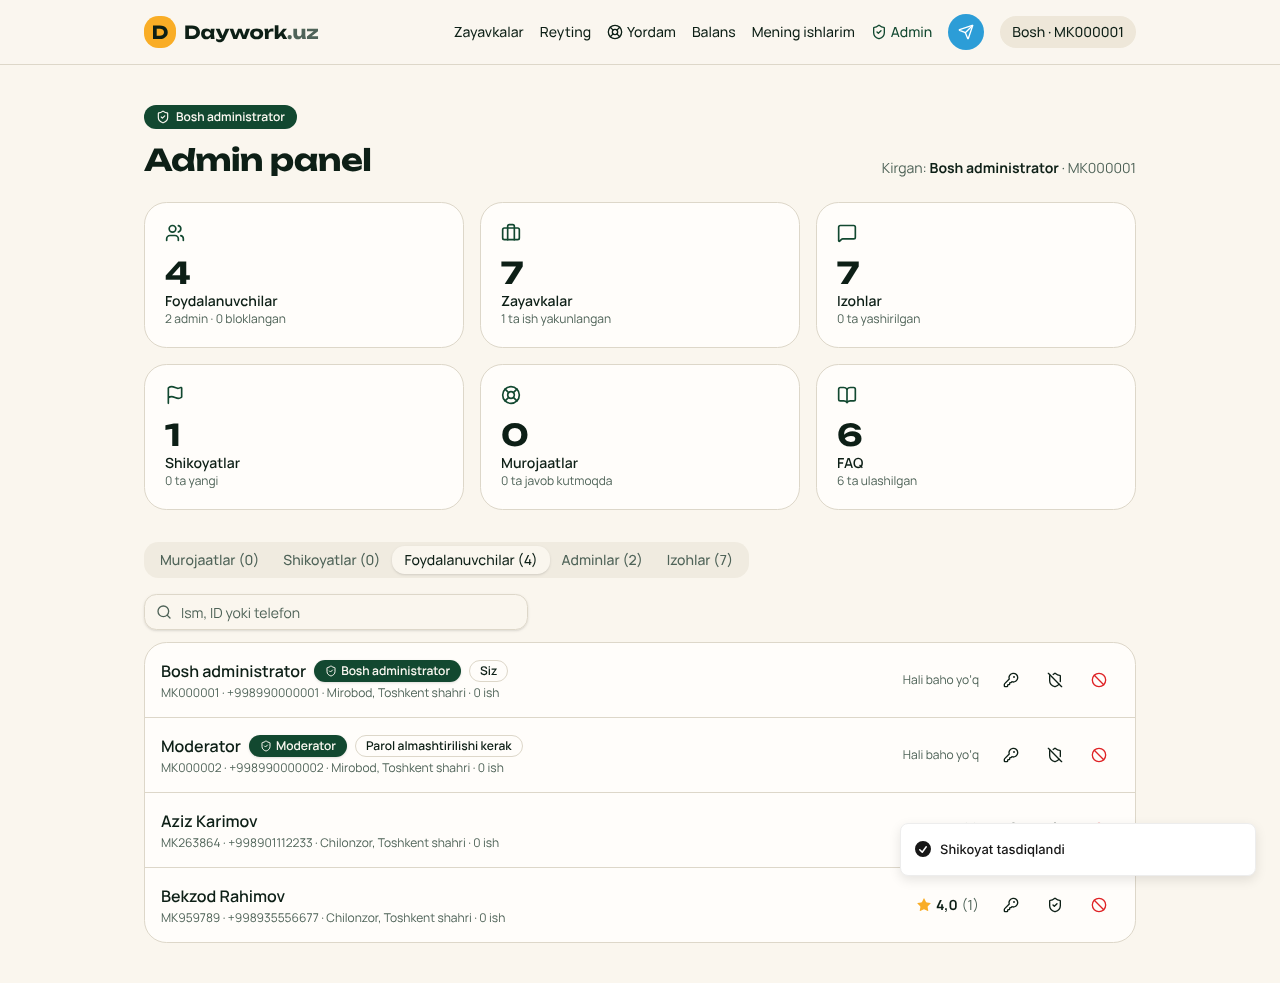 D Daywork.uz
Zayavkalar Reyting Yordam Balans Mening ishlarim Admin Bosh · MK000001
Bosh administrator
Admin panel
Kirgan: Bosh administrator · MK000001
4
Foydalanuvchilar
2 admin · 0 bloklangan
7
Zayavkalar
1 ta ish yakunlangan
7
Izohlar
0 ta yashirilgan
1
Shikoyatlar
0 ta yangi
0
Murojaatlar
0 ta javob kutmoqda
6
FAQ
6 ta ulashilgan
Murojaatlar (0) Shikoyatlar (0) Foydalanuvchilar (4) Adminlar (2) Izohlar (7)
Ism, ID yoki telefon
Bosh administrator Bosh administrator Siz
MK000001 · +998990000001 · Mirobod, Toshkent shahri · 0 ish
Hali baho yo'q
Moderator Moderator Parol almashtirilishi kerak
MK000002 · +998990000002 · Mirobod, Toshkent shahri · 0 ish
Hali baho yo'q
Aziz Karimov
MK263864 · +998901112233 · Chilonzor, Toshkent shahri · 0 ish
Shikoyat tasdiqlandi
Bekzod Rahimov
MK959789 · +998935556677 · Chilonzor, Toshkent shahri · 0 ish
4,0 (1)